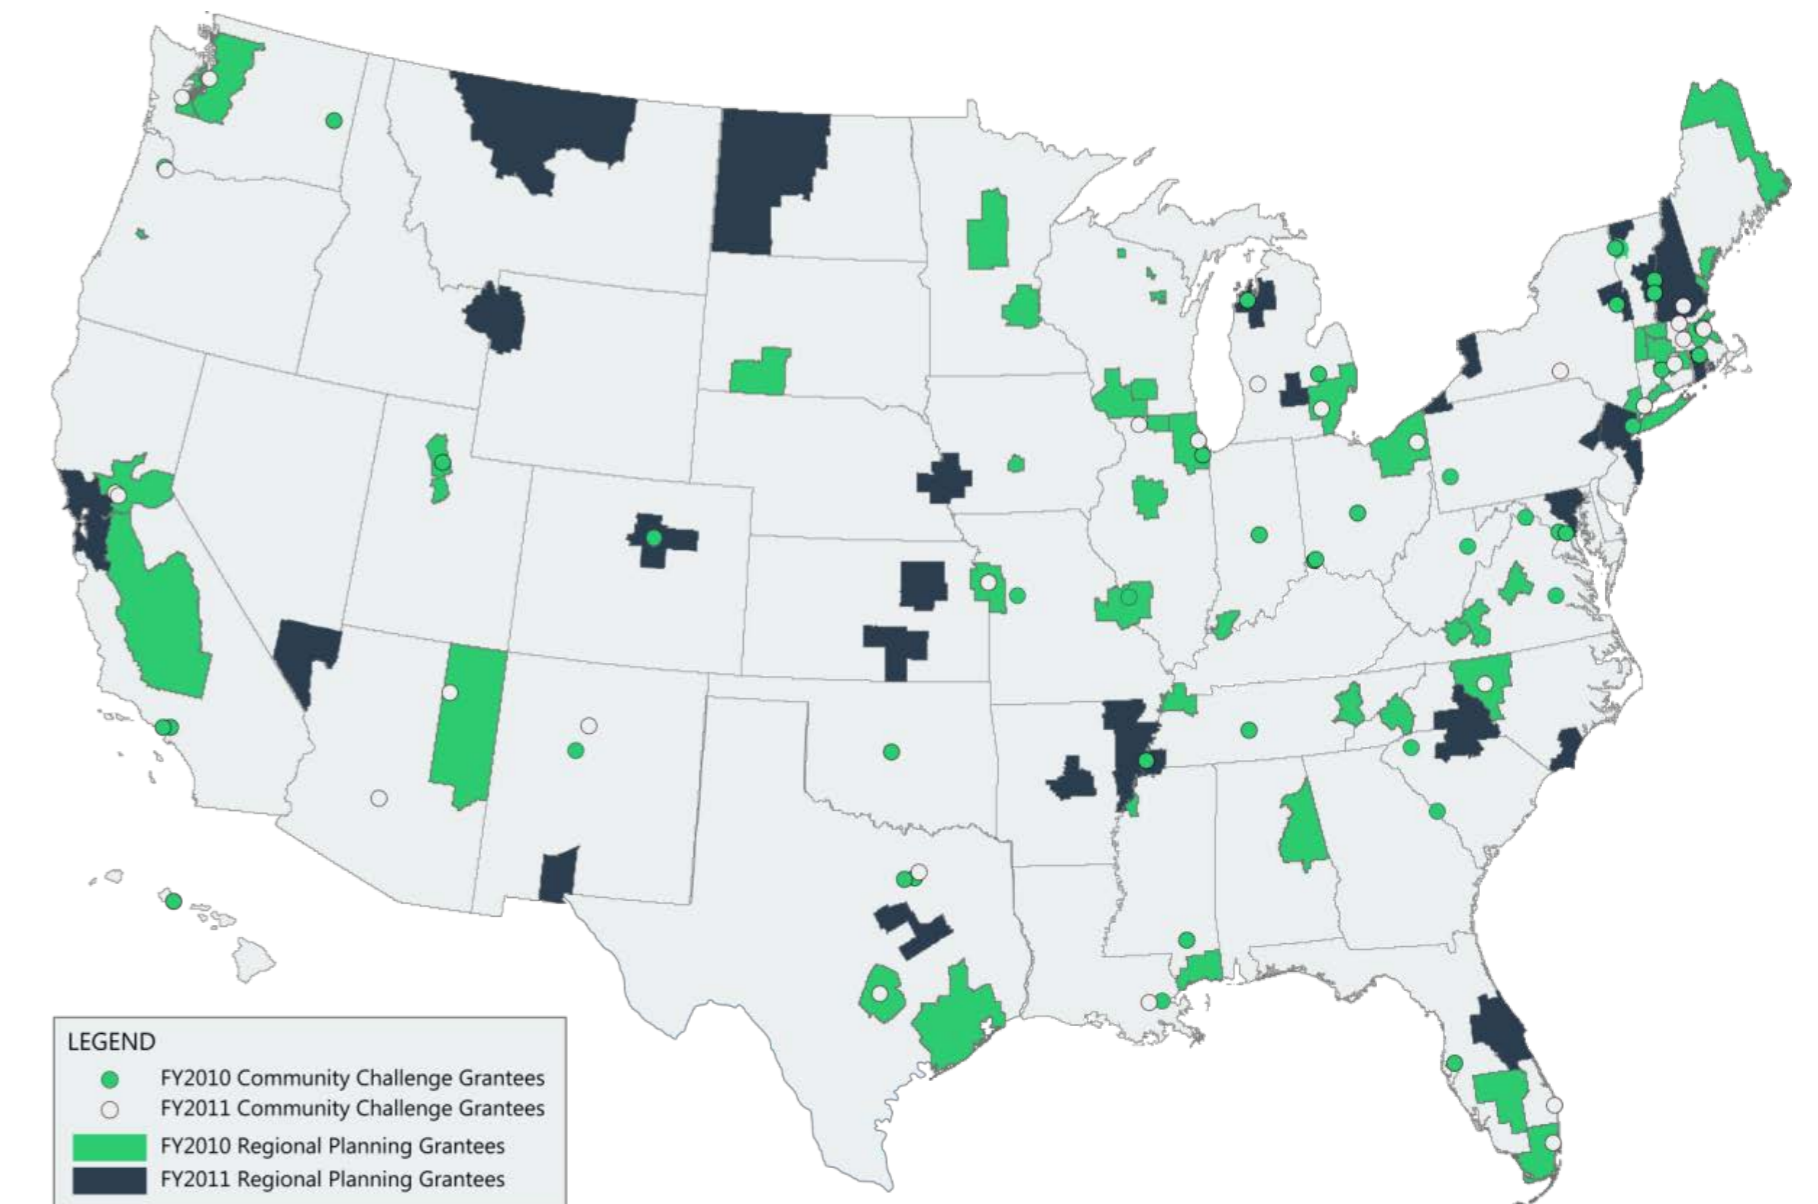 LEGEND
FY2010 Community Challenge Grantees
FY2011 Community Challenge Grantees
FY2010 Regional Planning Grantees
FY2011 Regional Planning Grantees